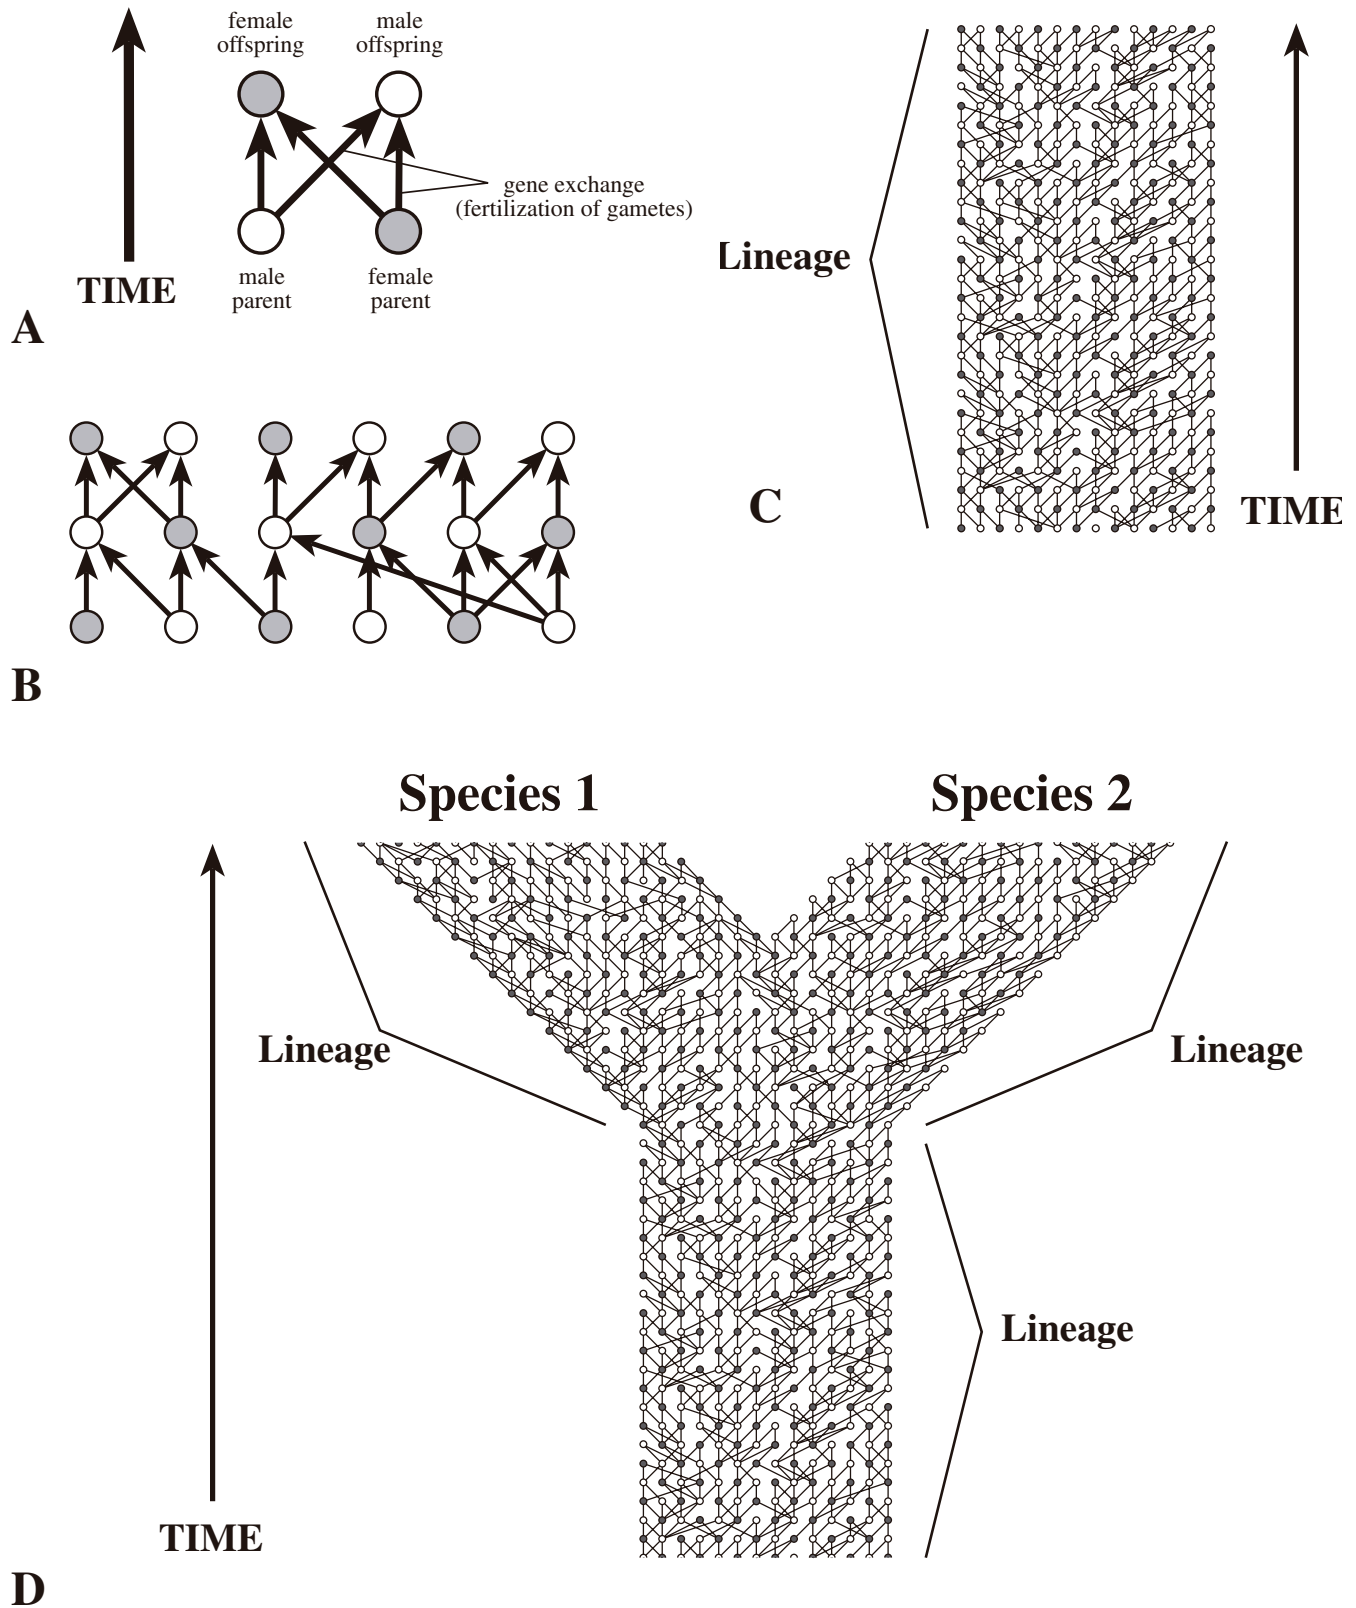 female
offspring
male
offspring
gene exchange
(fertilization of gametes)
male
parent
female
parent
TIME
A
B
Lineage
C
TIME
Species 1
Species 2
Lineage
Lineage
Lineage
TIME
D